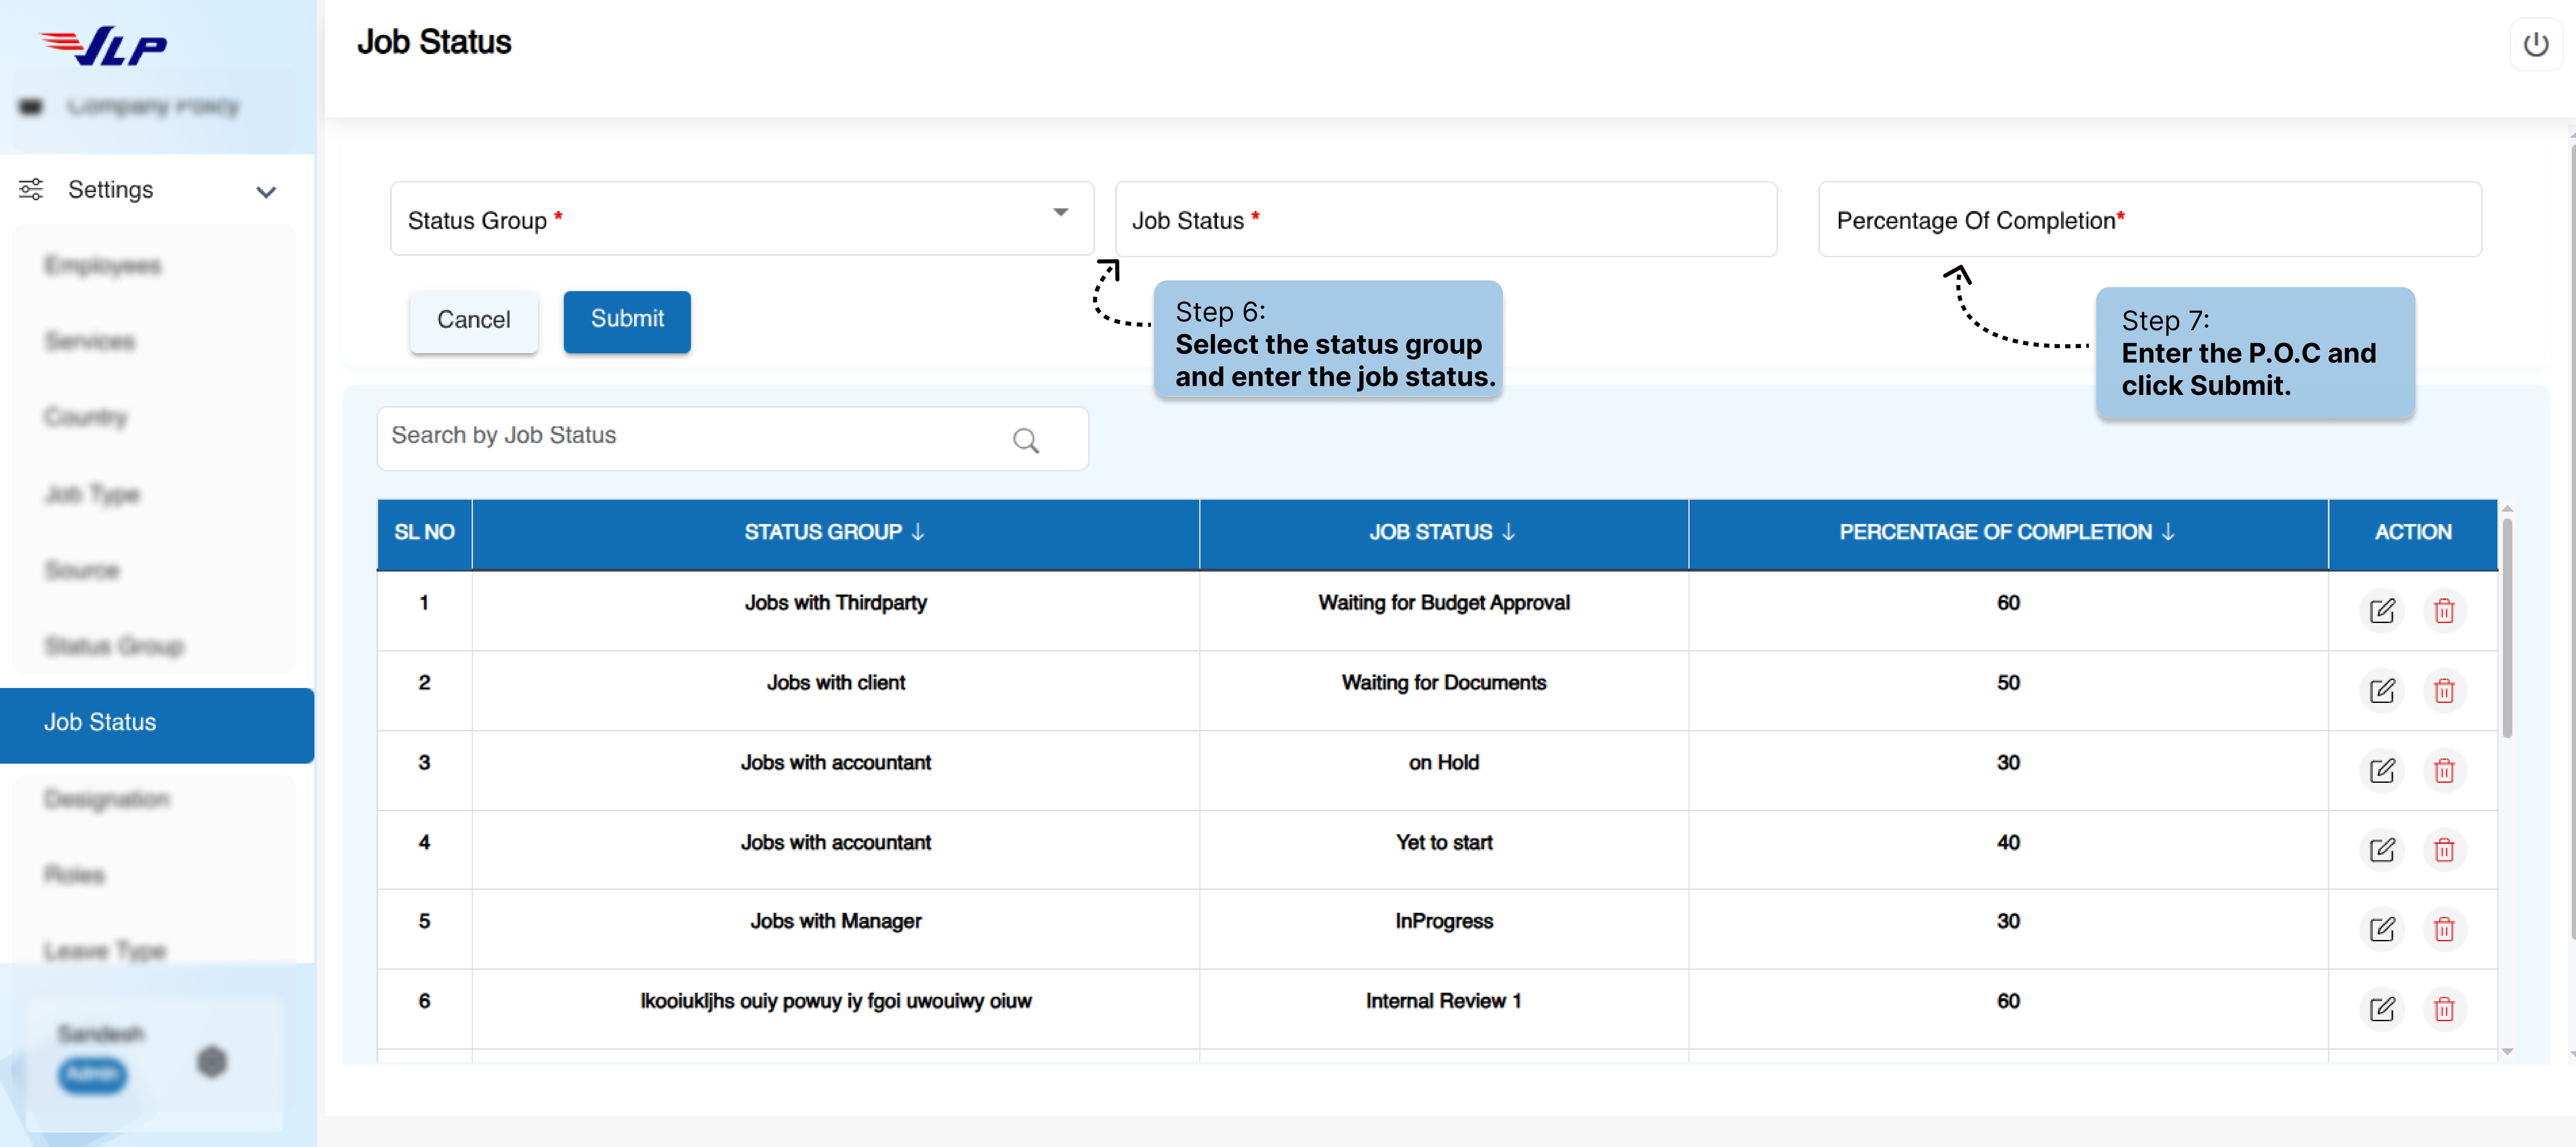 VLP
Job Status
Company Policy
Settings
Employees
Services
Country
Job Type
Source
Status Group
Job Status
Designation
Roles
Leave Type
Sandesh
Admin
Status Group *
Job Status *
Percentage Of Completion*
Cancel
Submit
Step 6:
Select the status group
and enter the job status.
Step 7:
Enter the P.O.C and
click Submit.
Search by Job Status
SL NO STATUS GROUP ↓ JOB STATUS ↓ PERCENTAGE OF COMPLETION ↓ ACTION
1 Jobs with Thirdparty Waiting for Budget Approval 60
2 Jobs with client Waiting for Documents 50
3 Jobs with accountant on Hold 30
4 Jobs with accountant Yet to start 40
5 Jobs with Manager InProgress 30
6 lkooiukljhs ouiy powuy iy fgoi uwouiwy oiuw Internal Review 1 60